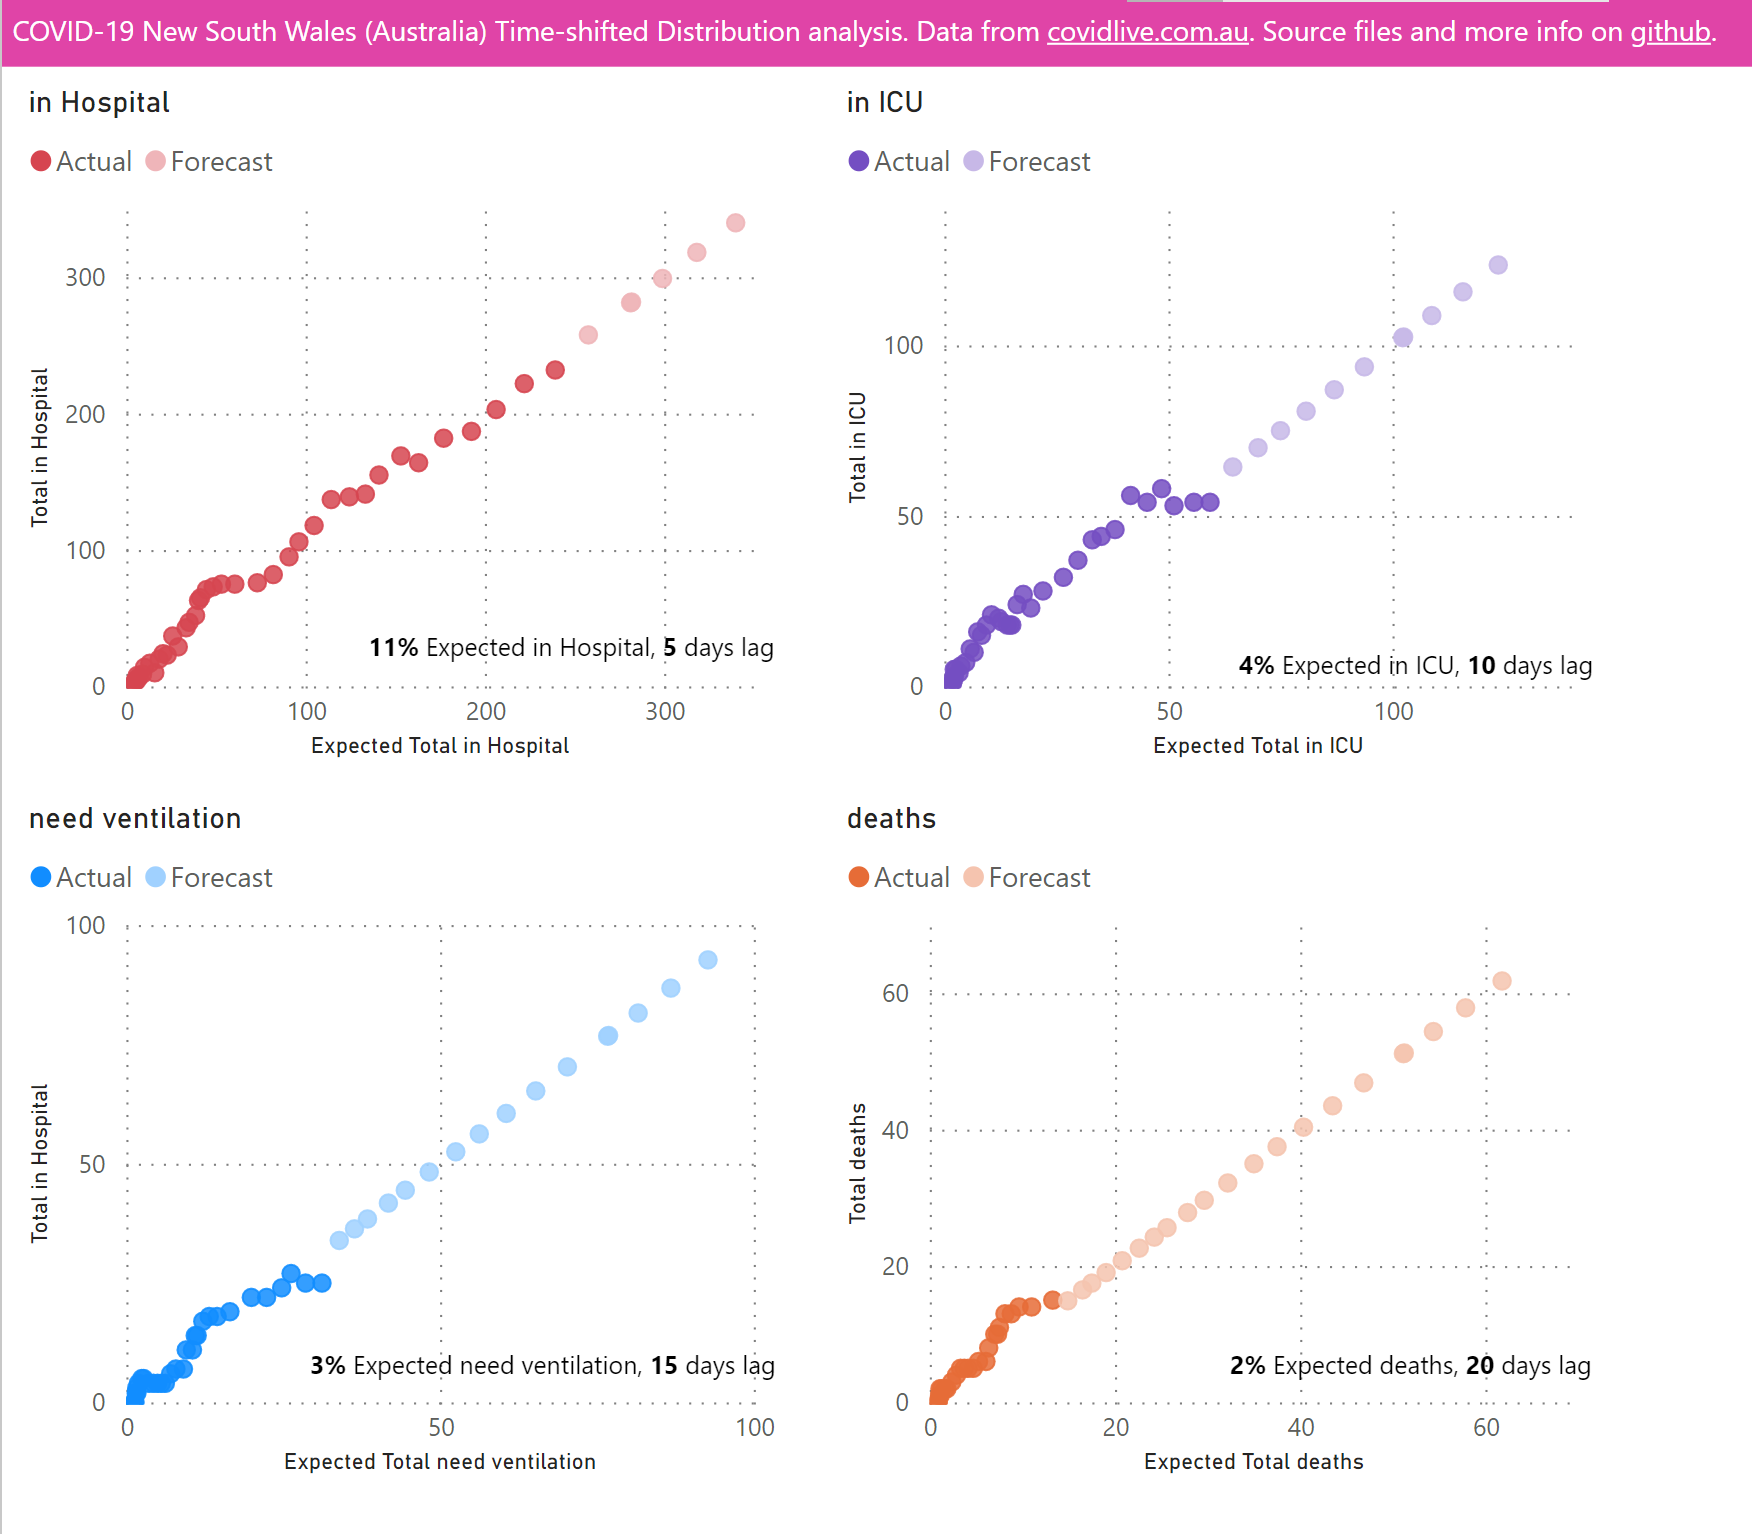 COVID-19 New South Wales (Australia) Time-shifted Distribution analysis. Data from covidlive.com.au. Source files and more info on github.
in Hospital
Actual Forecast
Total in Hospital
300
200
100
0
0 100 200 300
11% Expected in Hospital, 5 days lag
Expected Total in Hospital
in ICU
Actual Forecast
Total in ICU
100
50
0
0 50 100
4% Expected in ICU, 10 days lag
Expected Total in ICU
need ventilation
Actual Forecast
Total in Hospital
100
50
0
0 50 100
3% Expected need ventilation, 15 days lag
Expected Total need ventilation
deaths
Actual Forecast
Total deaths
60
40
20
0
0 20 40 60
2% Expected deaths, 20 days lag
Expected Total deaths